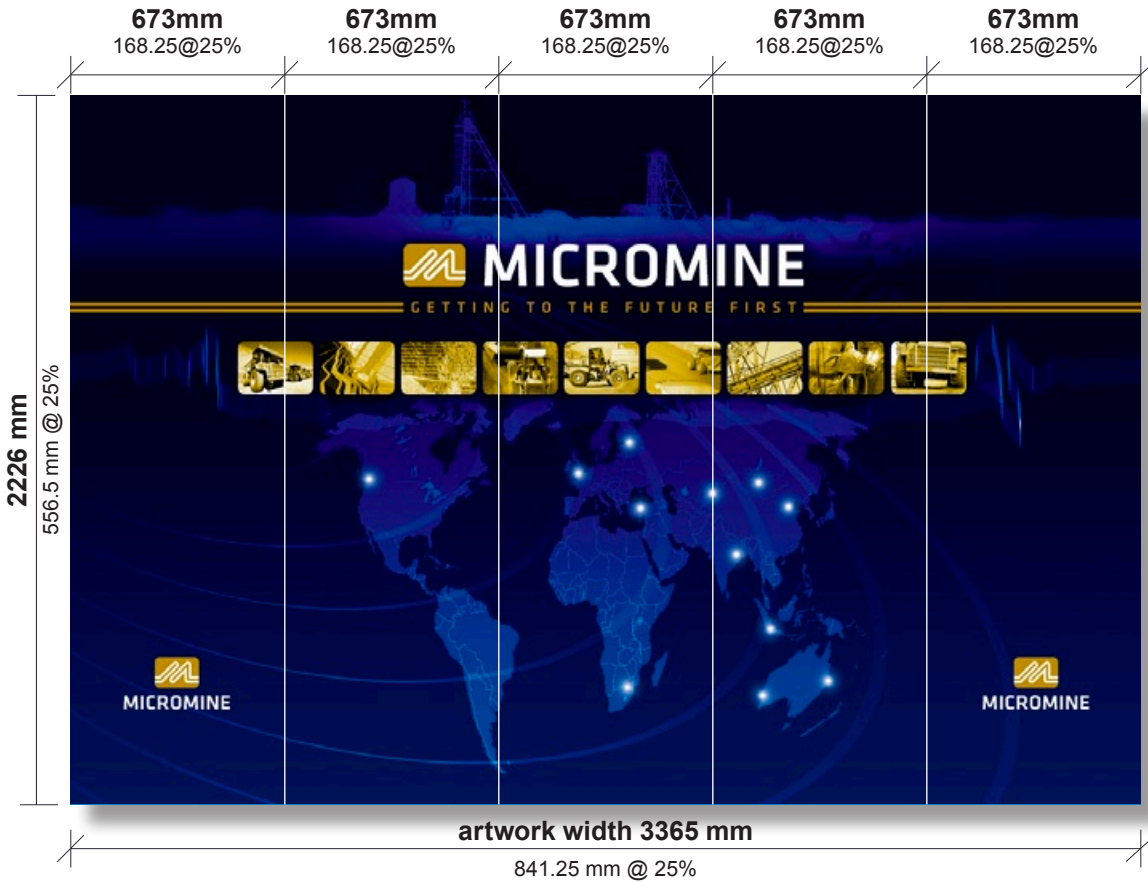 673mm
168.25@25%
673mm
168.25@25%
673mm
168.25@25%
673mm
168.25@25%
673mm
168.25@25%
2226 mm
556.5 mm @ 25%
MICROMINE
GETTING TO THE FUTURE FIRST
MICROMINE
MICROMINE
artwork width 3365 mm
841.25 mm @ 25%